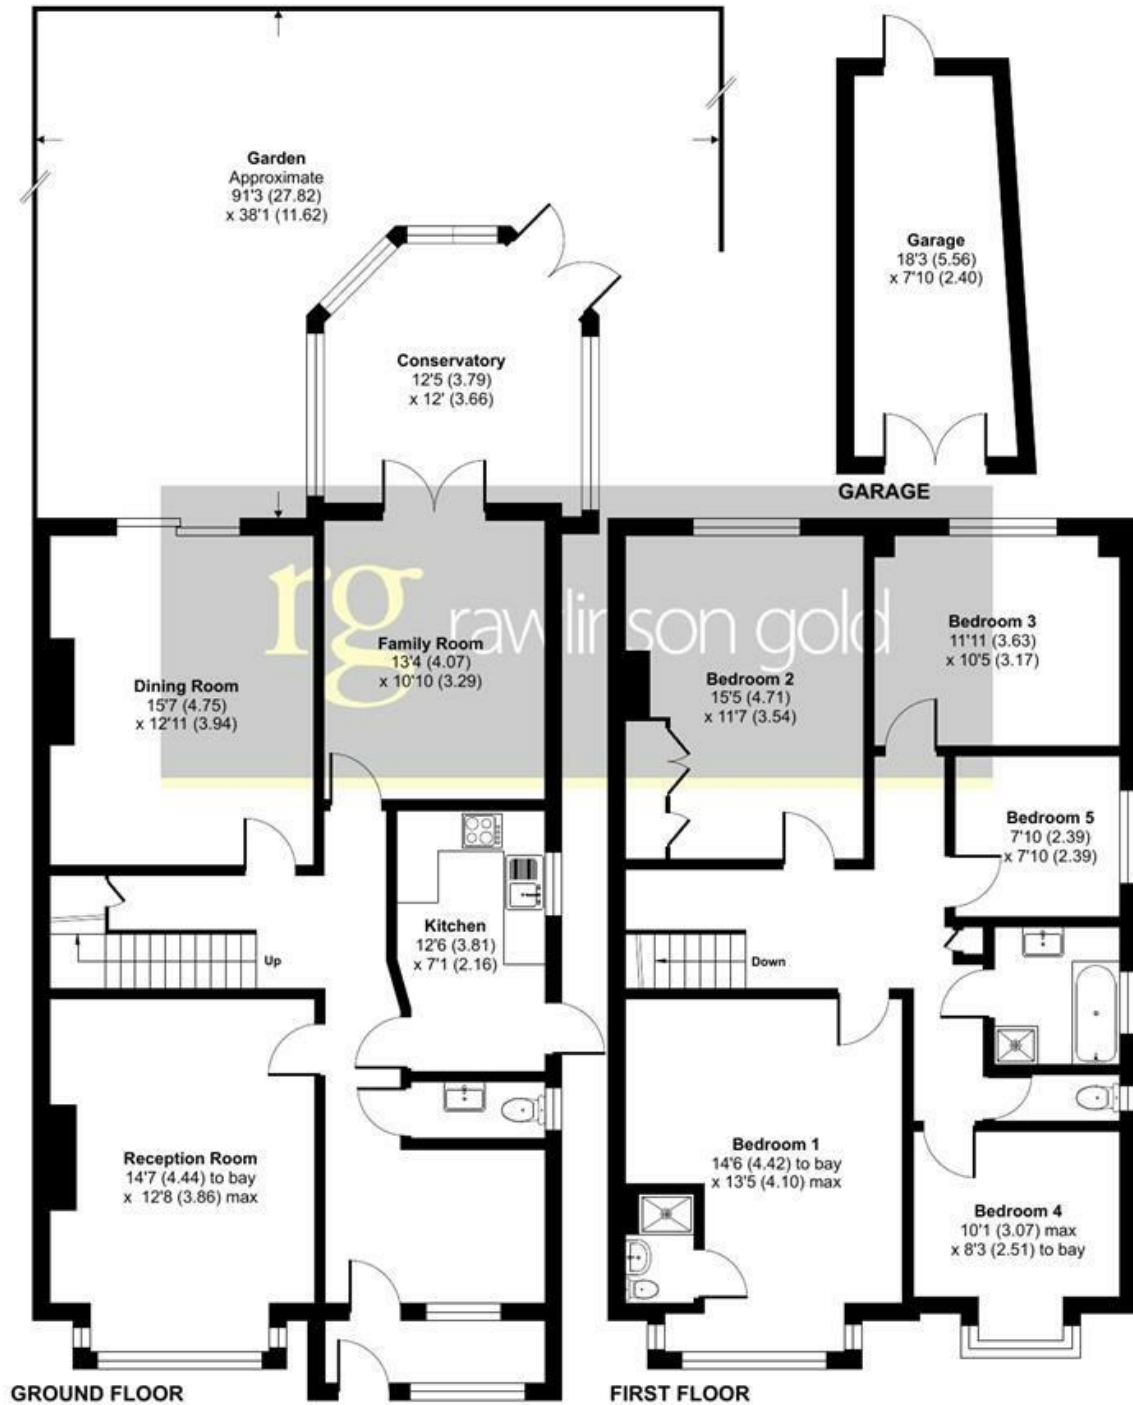 Garden
Approximate
91'3 (27.82)
x 38'1 (11.62)
Garage
18'3 (5.56)
x 7'10 (2.40)
GARAGE
Conservatory
12'5 (3.79)
x 12' (3.66)
rg rawlinson gold
Dining Room
15'7 (4.75)
x 12'11 (3.94)
Family Room
13'4 (4.07)
x 10'10 (3.29)
Kitchen
12'6 (3.81)
x 7'1 (2.16)
Up
Reception Room
14'7 (4.44) to bay
x 12'8 (3.86) max
GROUND FLOOR
Bedroom 2
15'5 (4.71)
x 11'7 (3.54)
Bedroom 3
11'11 (3.63)
x 10'5 (3.17)
Bedroom 5
7'10 (2.39)
x 7'10 (2.39)
Down
Bedroom 1
14'6 (4.42) to bay
x 13'5 (4.10) max
Bedroom 4
10'1 (3.07) max
x 8'3 (2.51) to bay
FIRST FLOOR